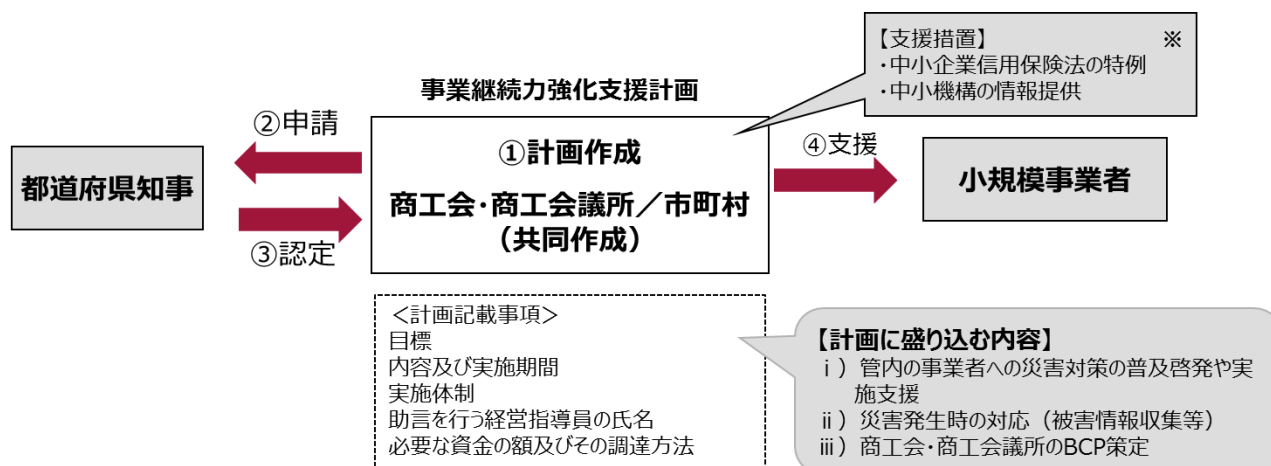 【支援措置】 ※
・中小企業信用保険法の特例
・中小機構の情報提供
事業継続力強化支援計画
②申請
①計画作成
商工会・商工会議所／市町村
（共同作成）
④支援
都道府県知事
小規模事業者
③認定
＜計画記載事項＞
目標
内容及び実施期間
実施体制
助言を行う経営指導員の氏名
必要な資金の額及びその調達方法
【計画に盛り込む内容】
ⅰ）管内の事業者への災害対策の普及啓発や実
施支援
ⅱ）災害発生時の対応（被害情報収集等）
ⅲ）商工会・商工会議所のBCP策定